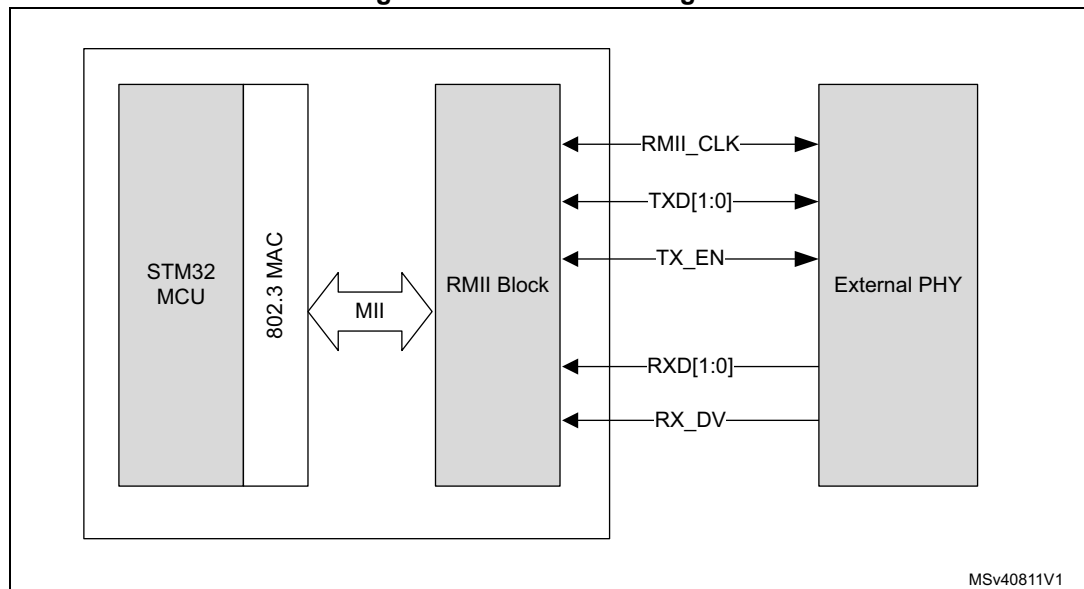 RMII_CLK
TXD[1:0]
TX_EN
STM32
MCU
802.3 MAC
MII
RMII Block
External PHY
RXD[1:0]
RX_DV
MSv40811V1